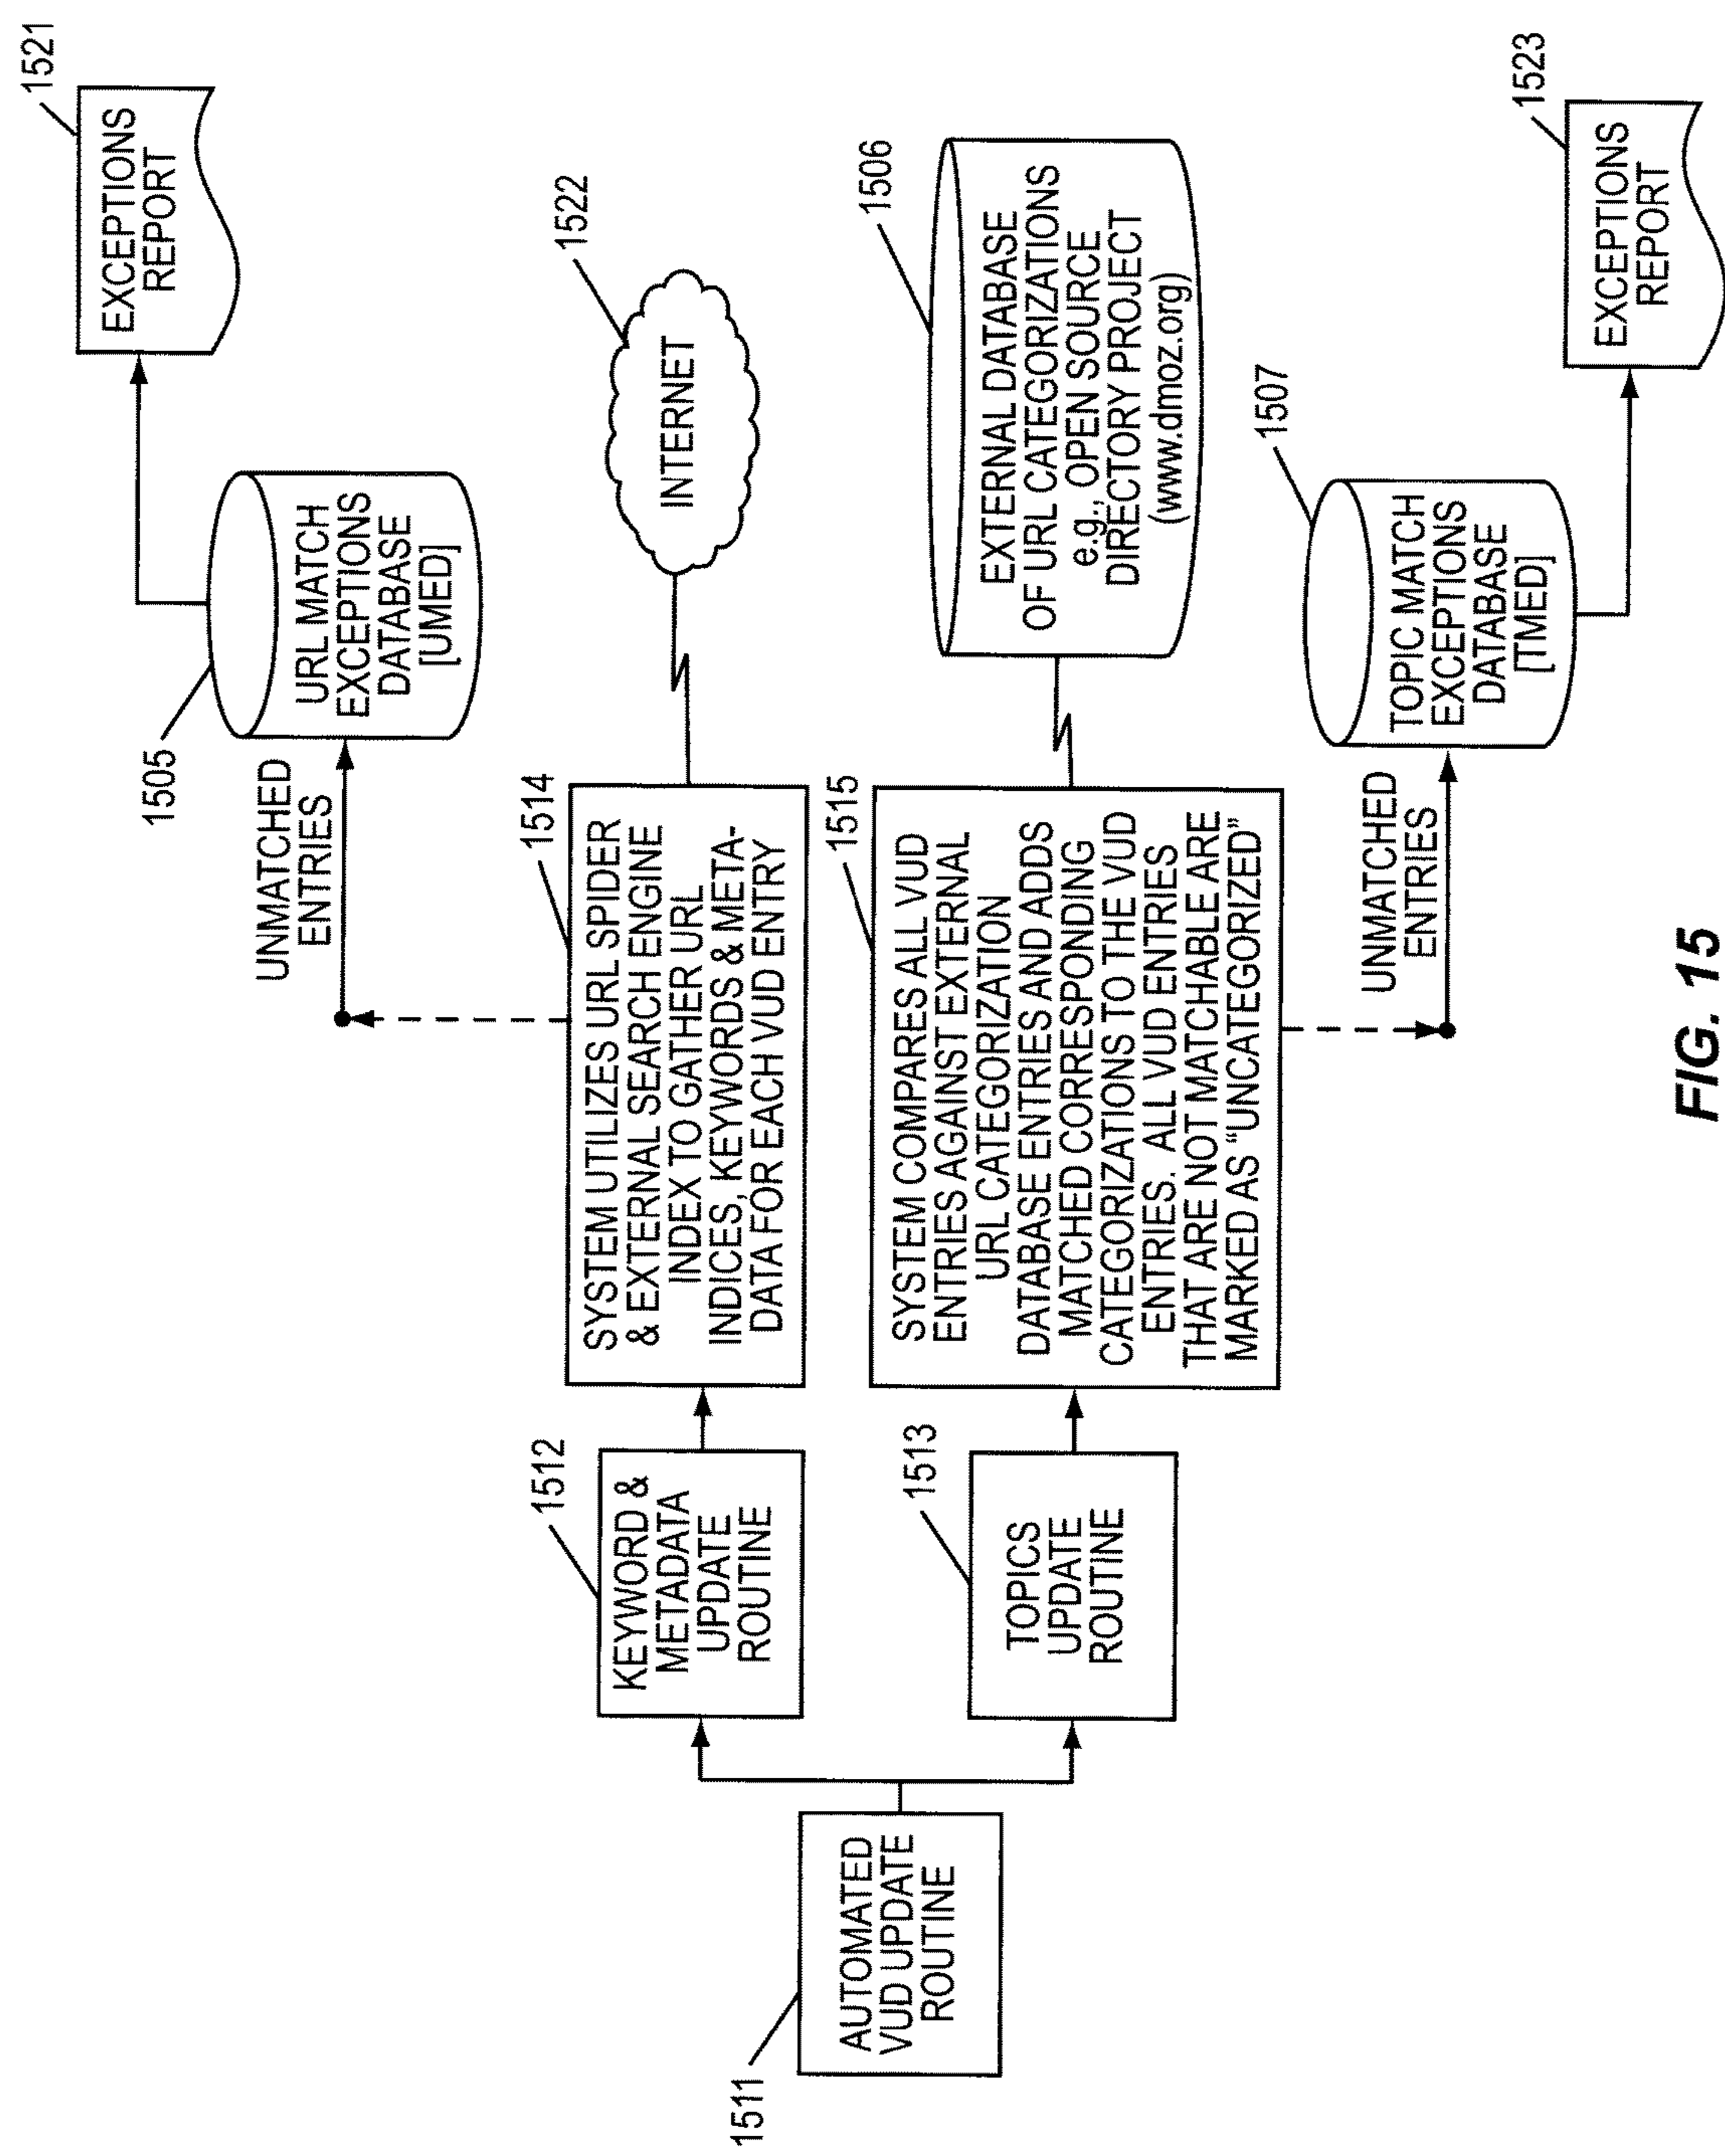 1511
AUTOMATED
VUD UPDATE
ROUTINE
1512
KEYWORD &
METADATA
UPDATE
ROUTINE
1513
TOPICS
UPDATE
ROUTINE
1514
SYSTEM UTILIZES URL SPIDER
& EXTERNAL SEARCH ENGINE
INDEX TO GATHER URL
INDICES, KEYWORDS & META-
DATA FOR EACH VUD ENTRY
1515
SYSTEM COMPARES ALL VUD
ENTRIES AGAINST EXTERNAL
URL CATEGORIZATION
DATABASE ENTRIES AND ADDS
MATCHED CORRESPONDING
CATEGORIZATIONS TO THE VUD
ENTRIES. ALL VUD ENTRIES
THAT ARE NOT MATCHABLE ARE
MARKED AS "UNCATEGORIZED"
UNMATCHED
ENTRIES
1505
URL MATCH
EXCEPTIONS
DATABASE
[UMED]
1521
EXCEPTIONS
REPORT
1522
INTERNET
1506
EXTERNAL DATABASE
OF URL CATEGORIZATIONS
e.g., OPEN SOURCE
DIRECTORY PROJECT
(www.dmoz.org)
UNMATCHED
ENTRIES
1507
TOPIC MATCH
EXCEPTIONS
DATABASE
[TMED]
1523
EXCEPTIONS
REPORT
FIG. 15